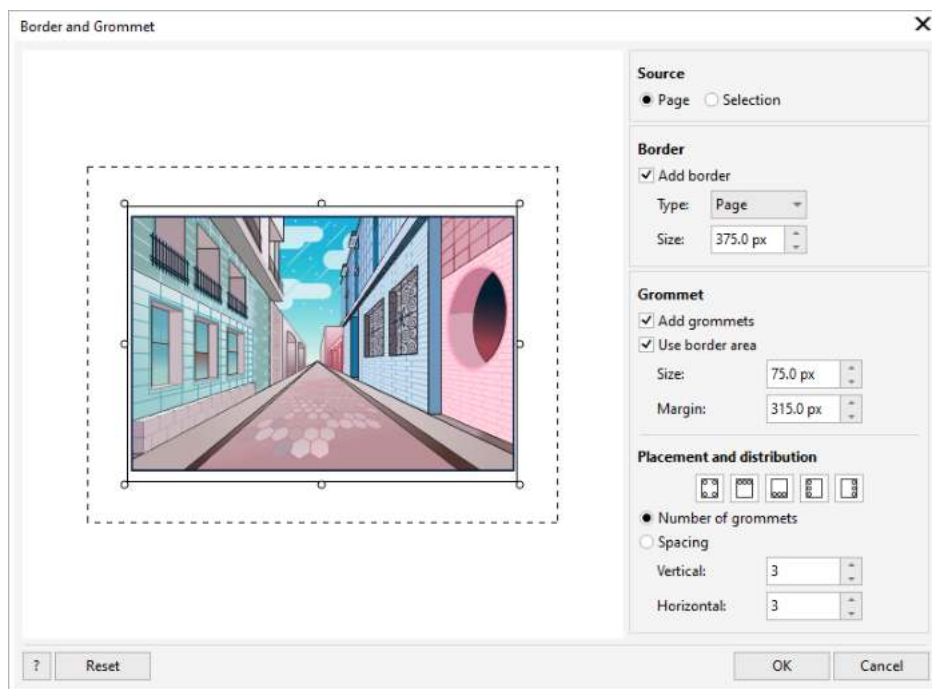 Border and Grommet
Source
Page Selection
Border
Add border
Type: Page
Size: 375.0 px
Grommet
Add grommets
Use border area
Size: 75.0 px
Margin: 315.0 px
Placement and distribution
Number of grommets
Spacing
Vertical: 3
Horizontal: 3
? Reset OK Cancel